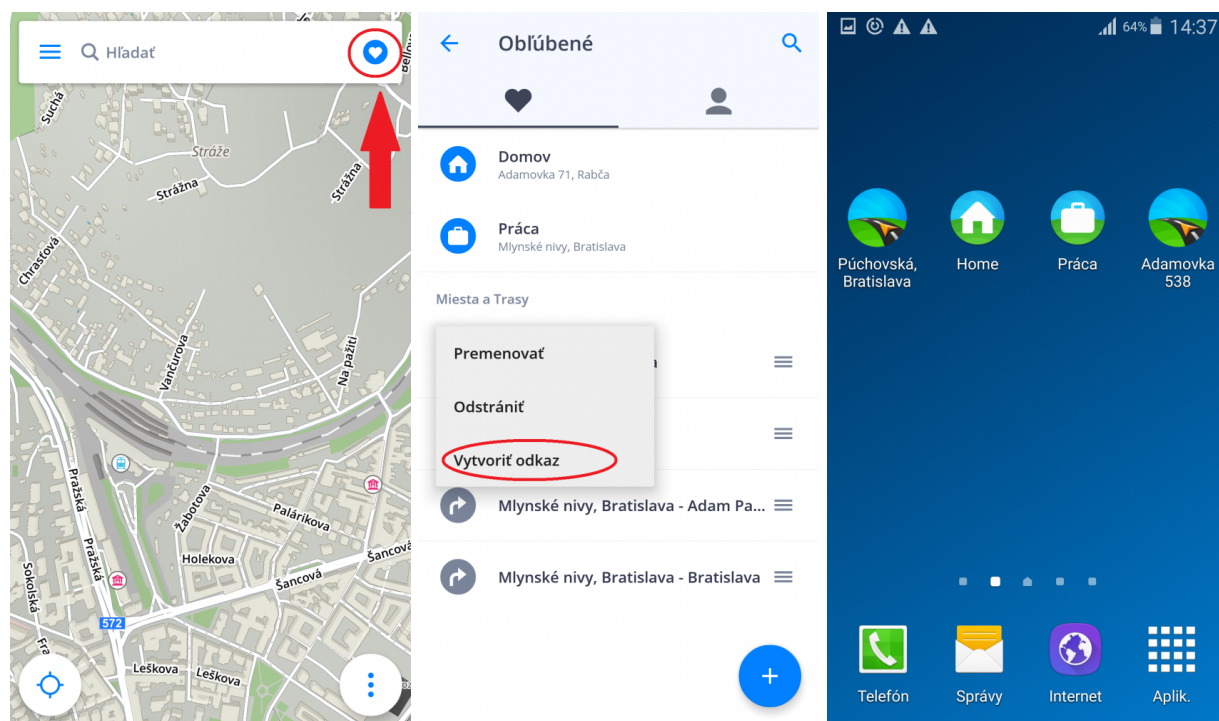 Hľadať
Suchá
Stráže
Strážna
Strážna
Chrasťová
Vančurova
Na pažití
Pražská
Žabotova
Palárikova
Pražská
Holekova
Šancová
Šancová
Sokolská
572
Leškova
Leškova
Obľúbené
Domov
Adamovka 71, Rabča
Práca
Mlynské nivy, Bratislava
Miesta a Trasy
Premenovať
Odstrániť
Vytvoriť odkaz
Mlynské nivy, Bratislava - Adam Pa...
Mlynské nivy, Bratislava - Bratislava
64% 14:37
Púchovská,
Bratislava
Home
Práca
Adamovka
538
Telefón
Správy
Internet
Aplik.